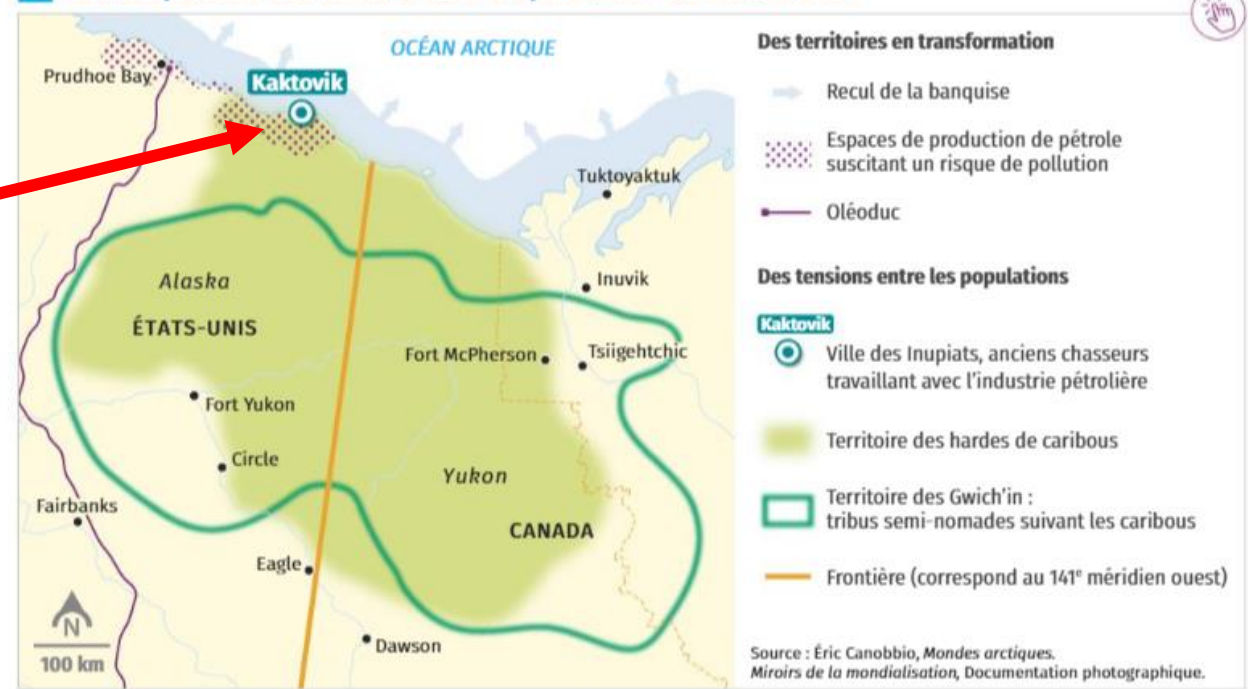 OCÉAN ARCTIQUE
Prudhoe Bay
Kaktovik
Tuktoyaktuk
Inuvik
Alaska
ÉTATS-UNIS
Fort McPherson
Tsiigehtchic
Fort Yukon
Circle
Yukon
Fairbanks
CANADA
Eagle
Dawson
N
100 km
Des territoires en transformation
Recul de la banquise
Espaces de production de pétrole
suscitant un risque de pollution
Oléoduc
Des tensions entre les populations
Kaktovik
Ville des Inupiats, anciens chasseurs
travaillant avec l'industrie pétrolière
Territoire des hardes de caribous
Territoire des Gwich'in :
tribus semi-nomades suivant les caribous
Frontière (correspond au 141e méridien ouest)
Source : Éric Canobbio, Mondes arctiques.
Miroirs de la mondialisation, Documentation photographique.